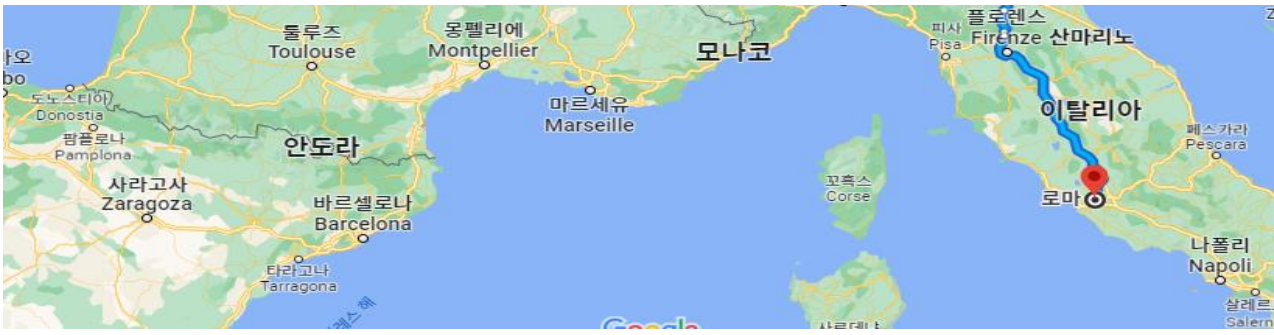 툴루즈
Toulouse
몽펠리에
Montpellier
모나코
피사
Pisa
플로렌스
Firenze
산마리노
마르세유
Marseille
이탈리아
도노스티아
Donostia
팜플로나
Pamplona
안도라
페스카라
Pescara
사라고사
Zaragoza
바르셀로나
Barcelona
꼬흑스
Corse
로마
나폴리
Napoli
타라고나
Tarragona
Google